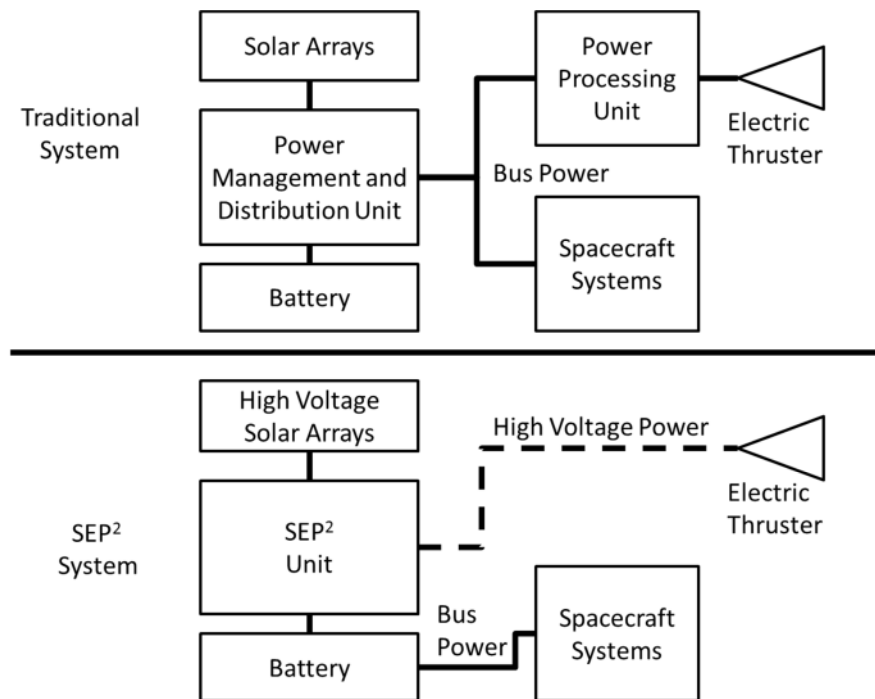 Solar Arrays
Power
Processing
Unit
Traditional
System
Power
Management and
Distribution Unit
Bus Power
Electric
Thruster
Battery
Spacecraft
Systems
High Voltage
Solar Arrays
High Voltage Power
SEP²
System
SEP²
Unit
Electric
Thruster
Bus
Power
Battery
Spacecraft
Systems